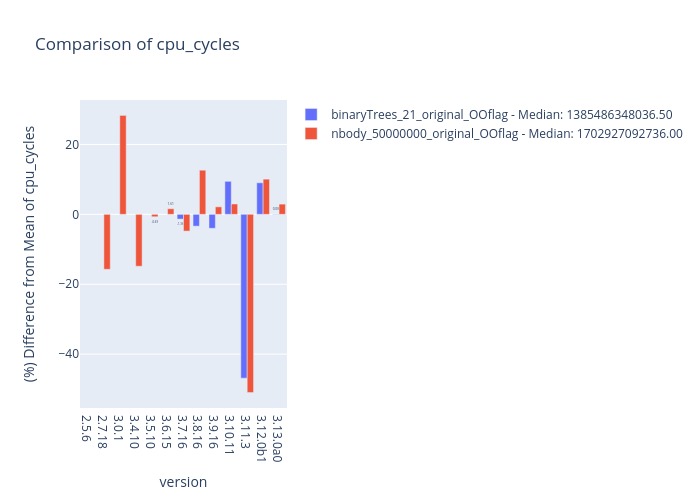 Comparison of cpu_cycles
binaryTrees_21_original_OOflag - Median: 1385486348036.50
nbody_50000000_original_OOflag - Median: 1702927092736.00
(%) Difference from Mean of cpu_cycles
20
0
−20
−40
2.5.6
2.7.18
3.0.1
3.4.10
3.5.10
3.6.15
3.7.16
3.8.16
3.9.16
3.10.11
3.11.3
3.12.0b1
3.13.0a0
version